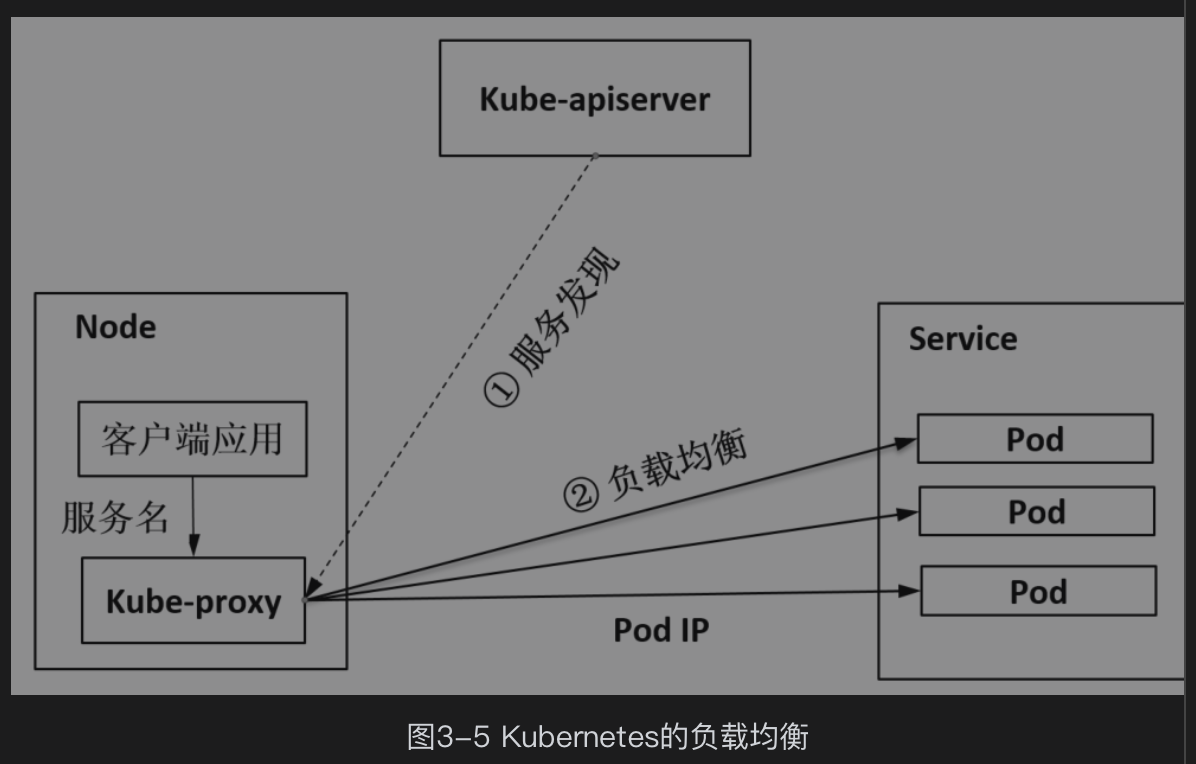 Kube-apiserver
① 服务发现
Node
客户端应用
服务名
Kube-proxy
② 负载均衡
Pod IP
Service
Pod
Pod
Pod
图3-5 Kubernetes的负载均衡